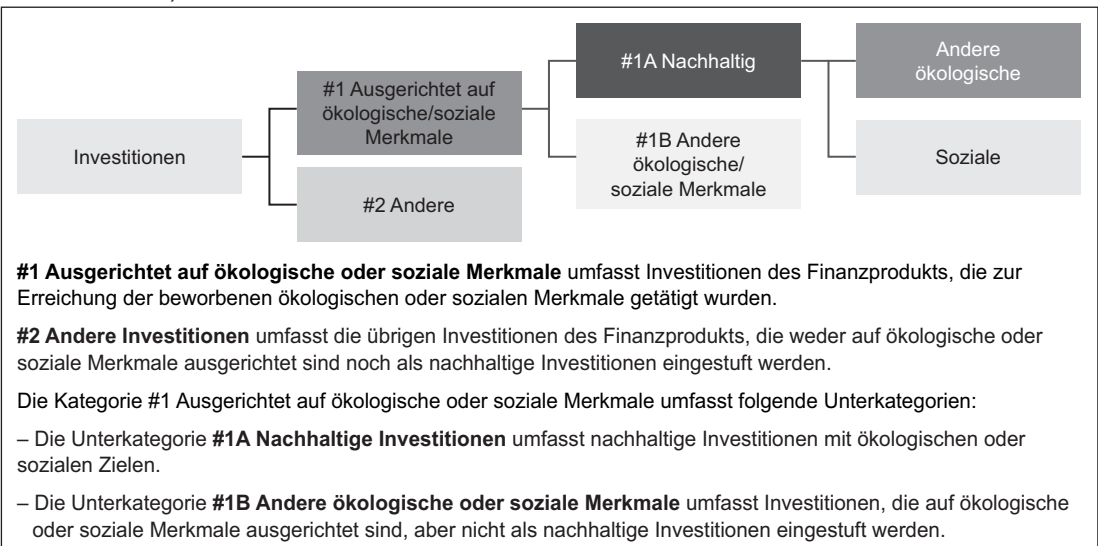 #1A Nachhaltig
Andere
ökologische
#1 Ausgerichtet auf
ökologische/soziale
Merkmale
Investitionen
#1B Andere
ökologische/
soziale Merkmale
Soziale
#2 Andere
#1 Ausgerichtet auf ökologische oder soziale Merkmale umfasst Investitionen des Finanzprodukts, die zur
Erreichung der beworbenen ökologischen oder sozialen Merkmale getätigt wurden.
#2 Andere Investitionen umfasst die übrigen Investitionen des Finanzprodukts, die weder auf ökologische oder
soziale Merkmale ausgerichtet sind noch als nachhaltige Investitionen eingestuft werden.
Die Kategorie #1 Ausgerichtet auf ökologische oder soziale Merkmale umfasst folgende Unterkategorien:
– Die Unterkategorie #1A Nachhaltige Investitionen umfasst nachhaltige Investitionen mit ökologischen oder
sozialen Zielen.
– Die Unterkategorie #1B Andere ökologische oder soziale Merkmale umfasst Investitionen, die auf ökologische
oder soziale Merkmale ausgerichtet sind, aber nicht als nachhaltige Investitionen eingestuft werden.